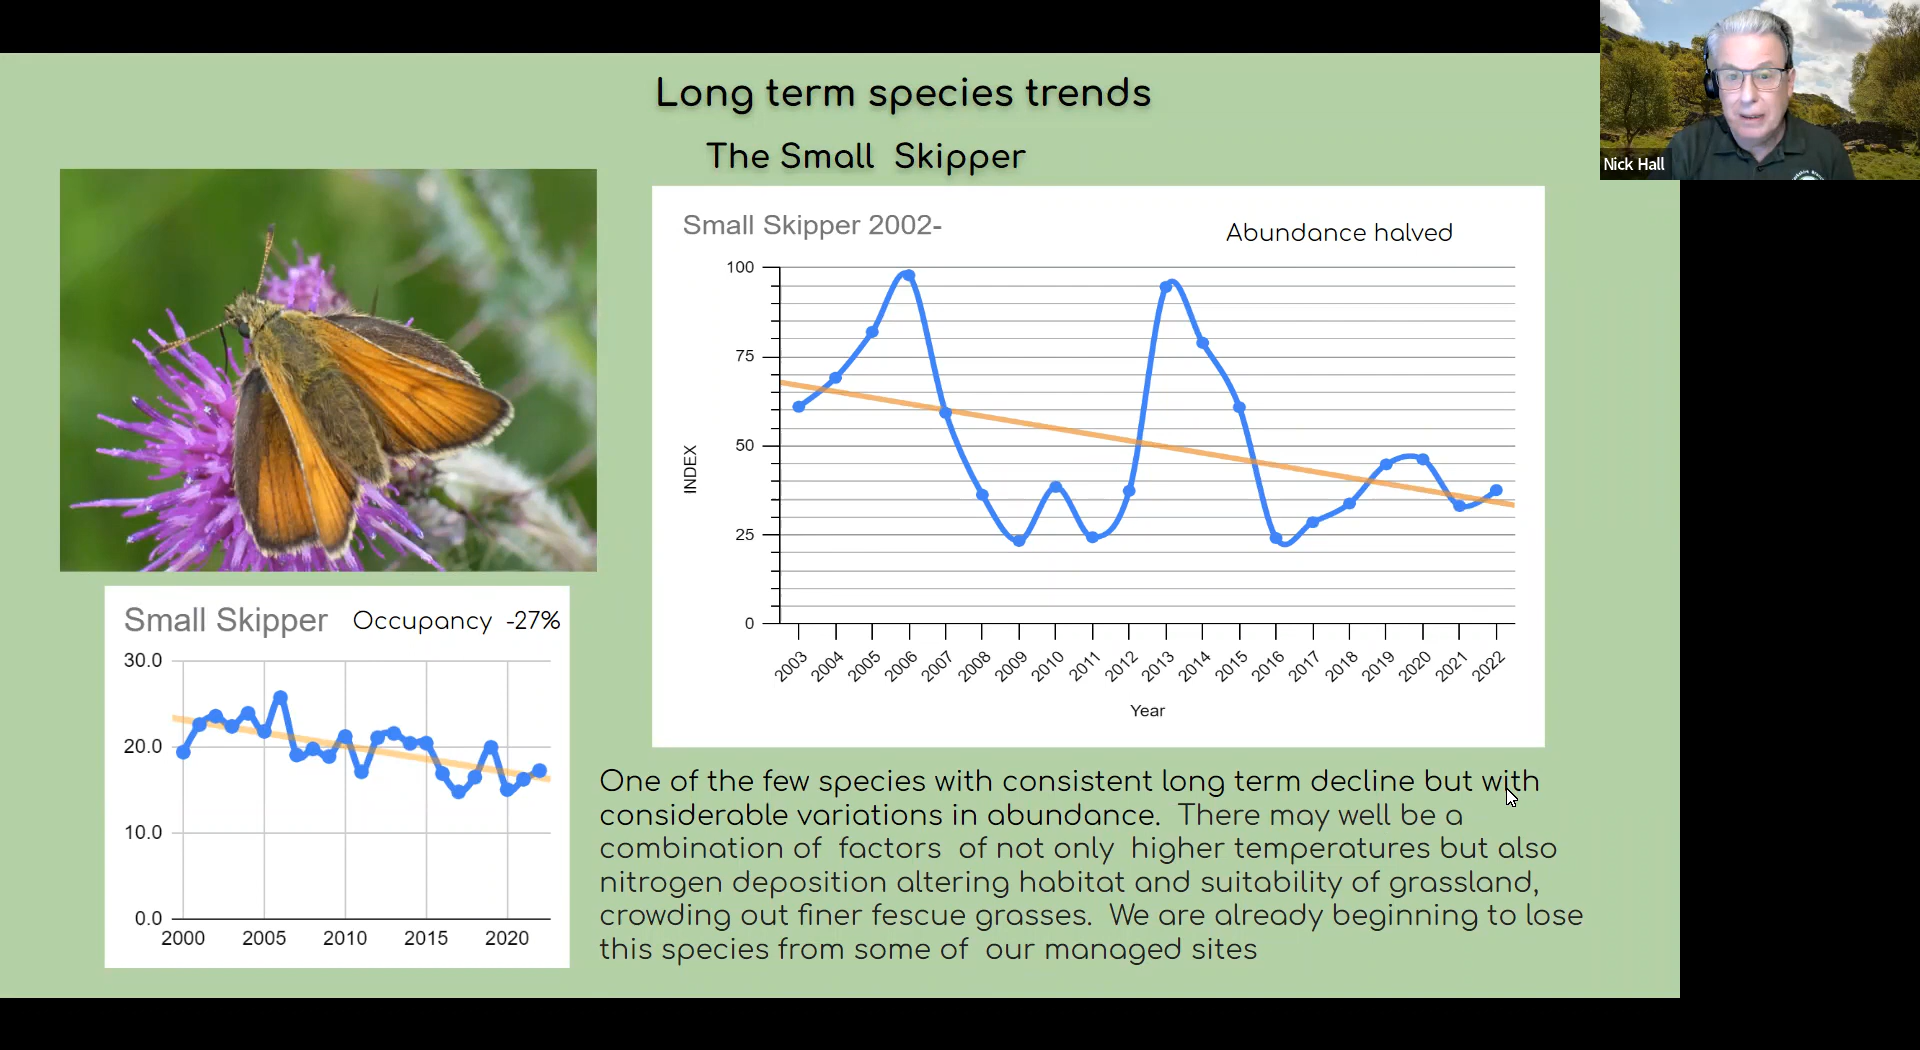 Long term species trends
The Small Skipper
Nick Hall
Small Skipper 2002-
Abundance halved
100
75
50
25
0
INDEX
2003 2004 2005 2006 2007 2008 2009 2010 2011 2012 2013 2014 2015 2016 2017 2018 2019 2020 2021 2022
Year
Small Skipper Occupancy -27%
30.0
20.0
10.0
0.0
2000 2005 2010 2015 2020
One of the few species with consistent long term decline but with
considerable variations in abundance. There may well be a
combination of factors of not only higher temperatures but also
nitrogen deposition altering habitat and suitability of grassland,
crowding out finer fescue grasses. We are already beginning to lose
this species from some of our managed sites